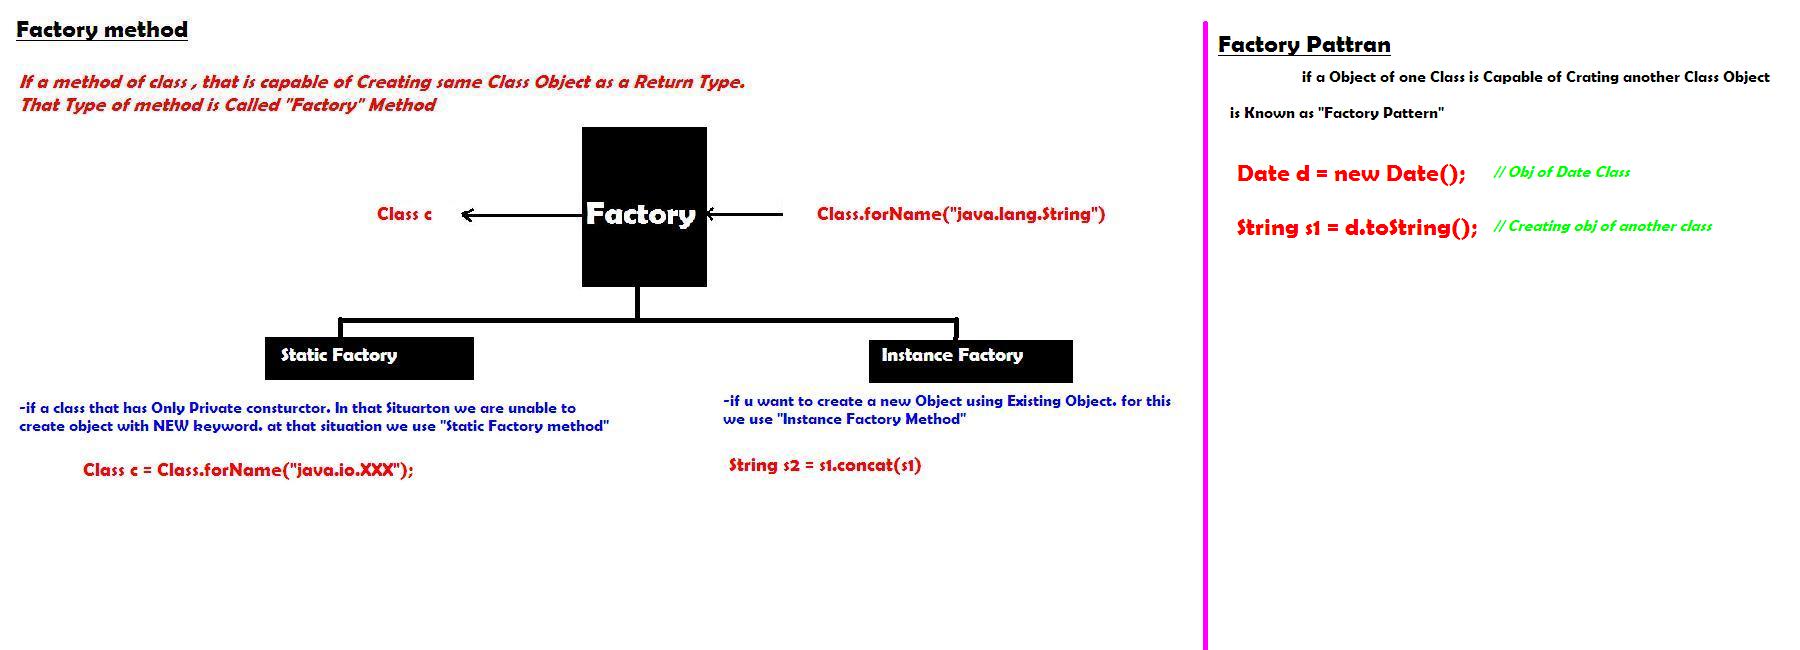 Factory method
If a method of class , that is capable of Creating same Class Object as a Return Type.
That Type of method is Called "Factory" Method
Class c
Factory
Class.forName("java.lang.String")
Static Factory
-if a class that has Only Private consturctor. In that Situarton we are unable to
create object with NEW keyword. at that situation we use "Static Factory method"
Class c = Class.forName("java.io.XXX");
Instance Factory
-if u want to create a new Object using Existing Object. for this
we use "Instance Factory Method"
String s2 = s1.concat(s1)
Factory Pattran
if a Object of one Class is Capable of Crating another Class Object
is Known as "Factory Pattern"
Date d = new Date(); // Obj of Date Class
String s1 = d.toString(); // Creating obj of another class